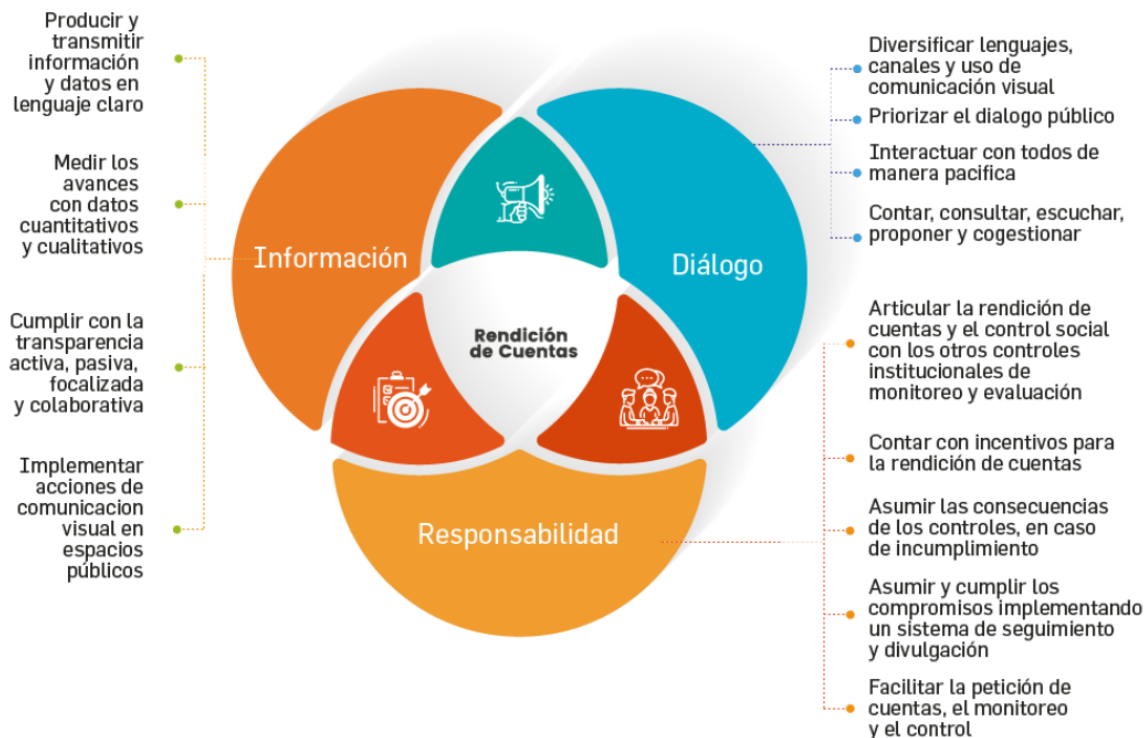 Producir y
transmitir
información
y datos en
lenguaje claro
Medir los
avances
con datos
cuantitativos
y cualitativos
Cumplir con la
transparencia
activa, pasiva,
focalizada
y colaborativa
Implementar
acciones de
comunicacion
visual en
espacios
públicos
Información
Diálogo
Rendición
de Cuentas
Responsabilidad
Diversificar lenguajes,
canales y uso de
comunicación visual
Priorizar el dialogo público
Interactuar con todos de
manera pacifica
Contar, consultar, escuchar,
proponer y cogestionar
Articular la rendición de
cuentas y el control social
con los otros controles
institucionales de
monitoreo y evaluación
Contar con incentivos para
la rendición de cuentas
Asumir las consecuencias
de los controles, en caso
de incumplimiento
Asumir y cumplir los
compromisos implementando
un sistema de seguimiento
y divulgación
Facilitar la petición de
cuentas, el monitoreo
y el control